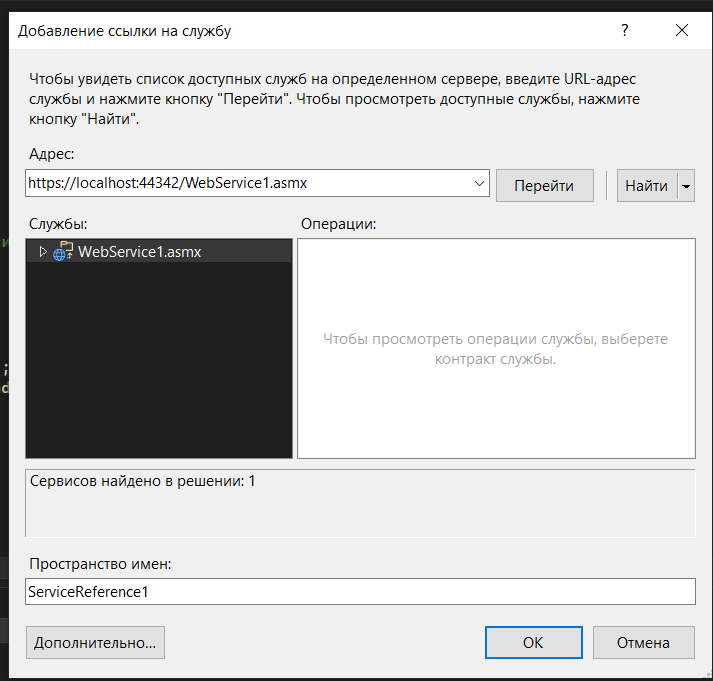 Добавление ссылки на службу
?
Чтобы увидеть список доступных служб на определенном сервере, введите URL-адрес
службы и нажмите кнопку "Перейти". Чтобы просмотреть доступные службы, нажмите
кнопку "Найти".
Адрес:
https://localhost:44342/WebService1.asmx
Перейти
Найти
Службы:
Операции:
WebService1.asmx
Чтобы просмотреть операции службы, выберете
контракт службы.
Сервисов найдено в решении: 1
Пространство имен:
ServiceReference1
Дополнительно...
ОК
Отмена